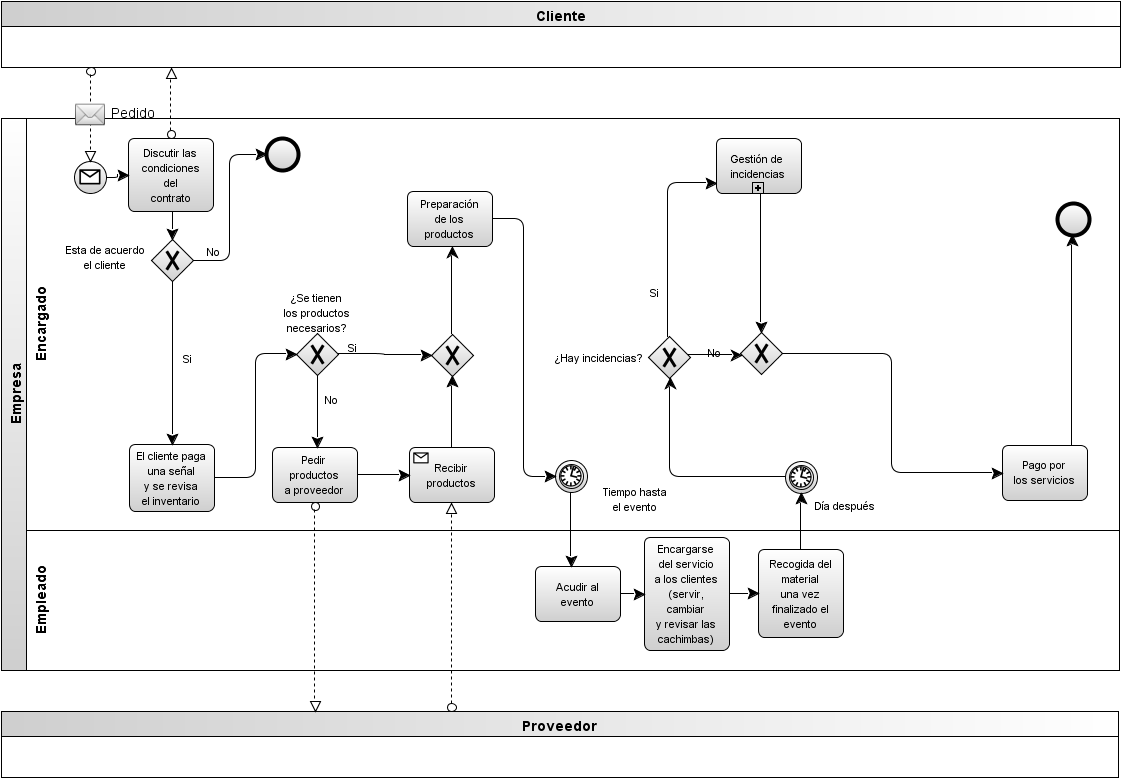 Cliente
Pedido
Empresa
Encargado
Discutir las
condiciones
del
contrato
Esta de acuerdo
el cliente
No
Si
El cliente paga
una señal
y se revisa
el inventario
¿Se tienen
los productos
necesarios?
Si
No
Pedir
productos
a proveedor
Recibir
productos
Preparación
de los
productos
Tiempo hasta
el evento
Gestión de
incidencias
Si
¿Hay incidencias?
No
Día después
Pago por
los servicios
Empleado
Acudir al
evento
Encargarse
del servicio
a los clientes
(servir,
cambiar
y revisar las
cachimbas)
Recogida del
material
una vez
finalizado el
evento
Proveedor